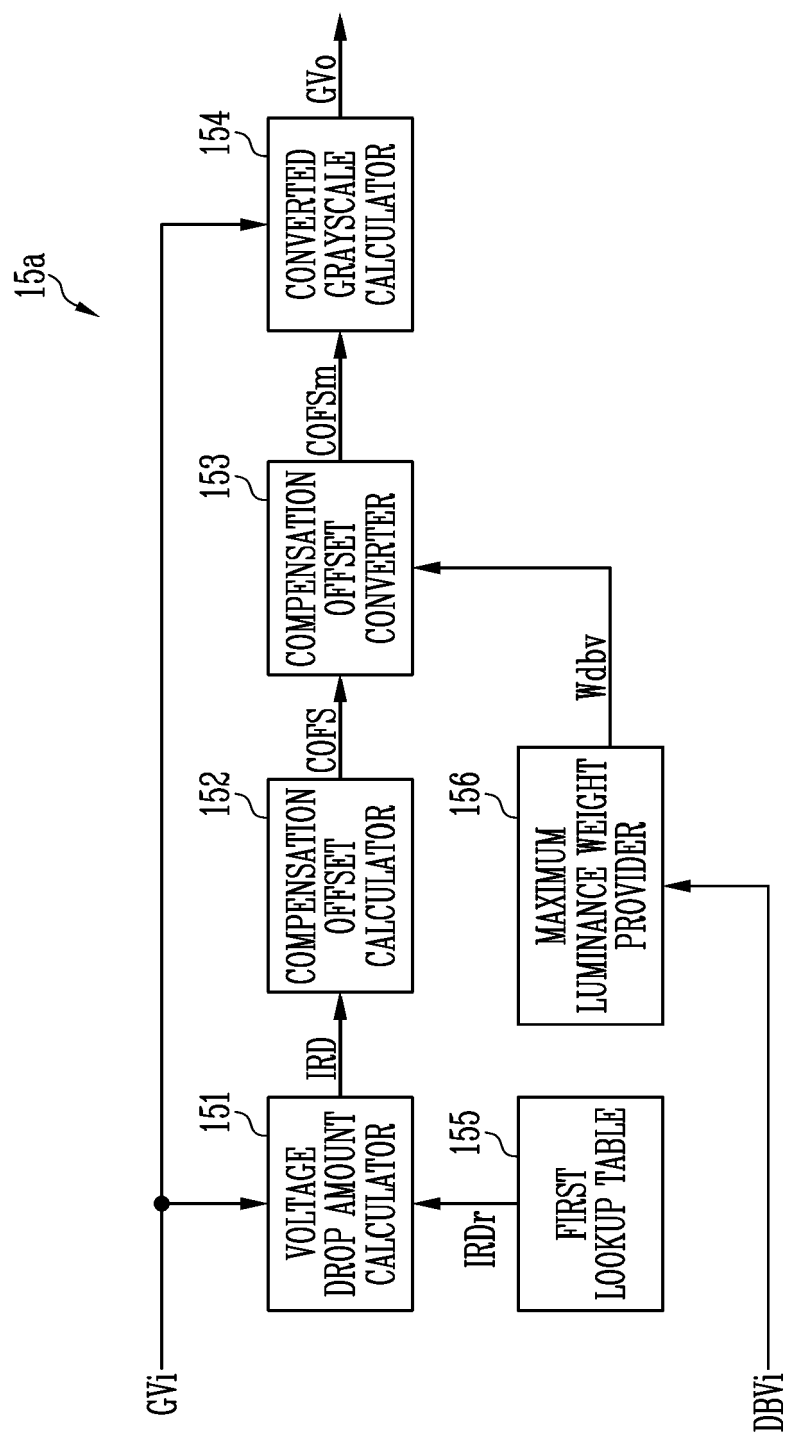 15a
GVi
151
VOLTAGE
DROP AMOUNT
CALCULATOR
IRD
152
COMPENSATION
OFFSET
CALCULATOR
COFS
153
COMPENSATION
OFFSET
CONVERTER
COFSm
154
CONVERTED
GRAYSCALE
CALCULATOR
GVo
IRDr
155
FIRST
LOOKUP TABLE
156
MAXIMUM
LUMINANCE WEIGHT
PROVIDER
Wdbv
DBVi